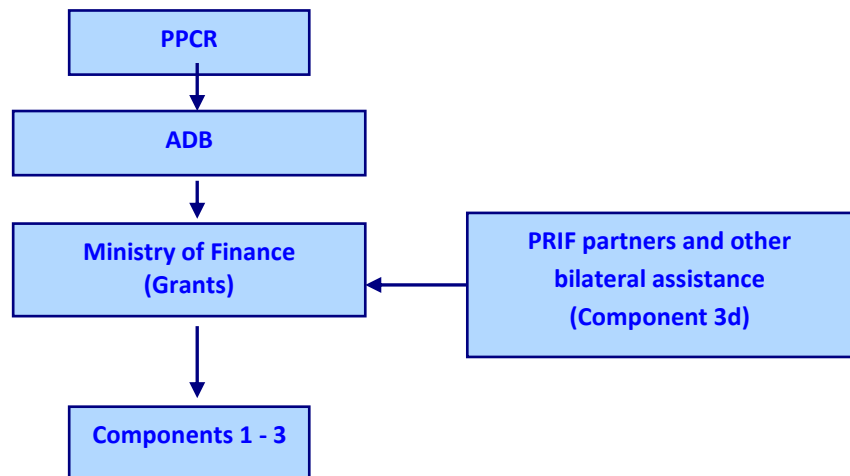 PPCR
ADB
Ministry of Finance
(Grants)
PRIF partners and other
bilateral assistance
(Component 3d)
Components 1 - 3